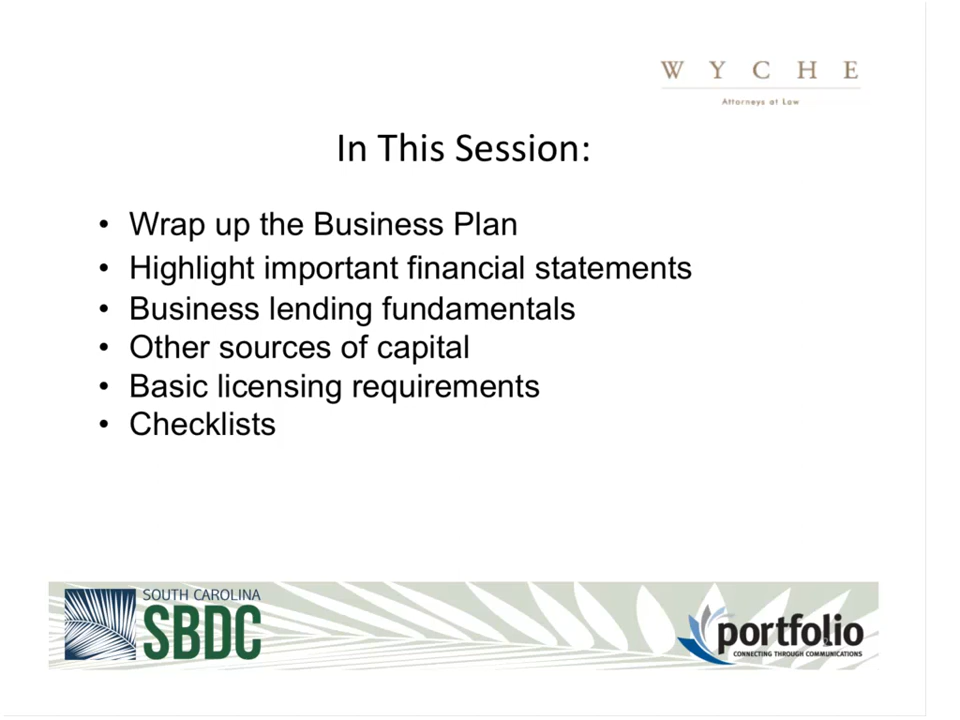 W Y C H E
Attorneys at Law
In This Session:
• Wrap up the Business Plan
• Highlight important financial statements
• Business lending fundamentals
• Other sources of capital
• Basic licensing requirements
• Checklists
SOUTH CAROLINA
SBDC
portfolio
CONNECTING THROUGH COMMUNICATIONS